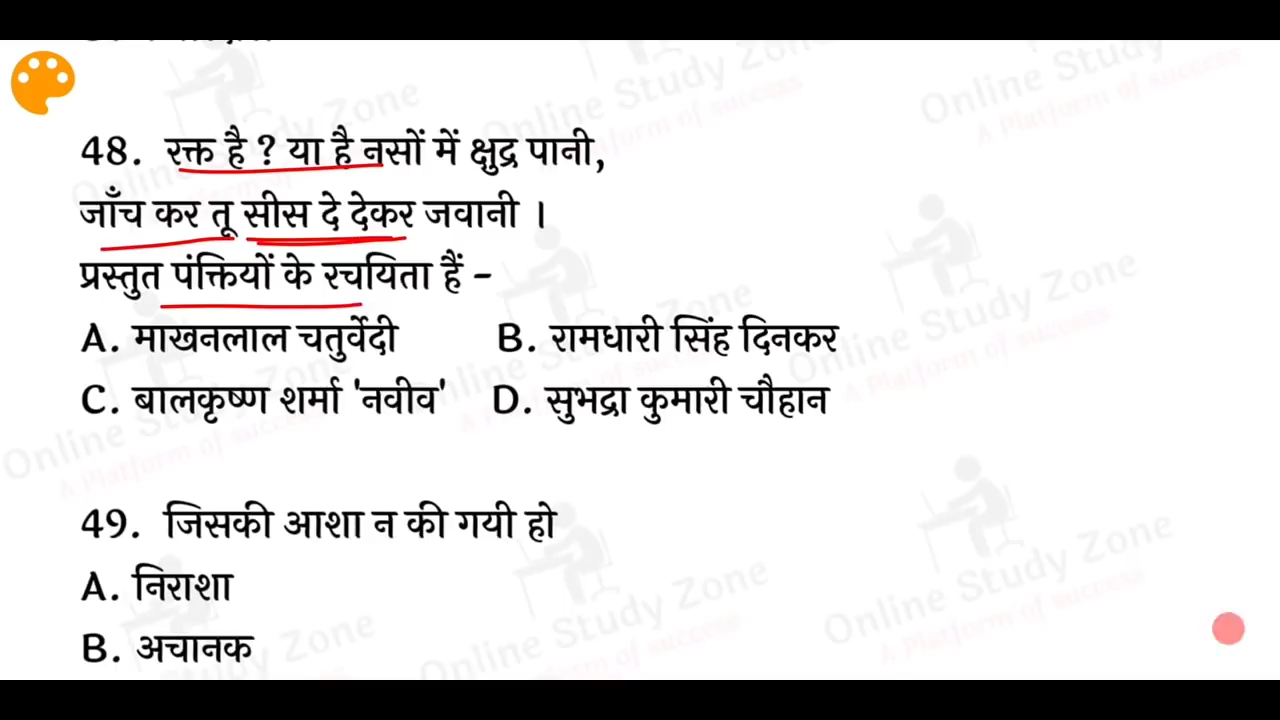 48. रक्त है ? या है नसों में क्षुद्र पानी,
जाँच कर तू सीस दे देकर जवानी ।
प्रस्तुत पंक्तियों के रचयिता हैं -
A. माखनलाल चतुर्वेदी B. रामधारी सिंह दिनकर
C. बालकृष्ण शर्मा 'नवीव' D. सुभद्रा कुमारी चौहान
49. जिसकी आशा न की गयी हो
A. निराशा
B. अचानक
Online Study Zone
A Platform of success